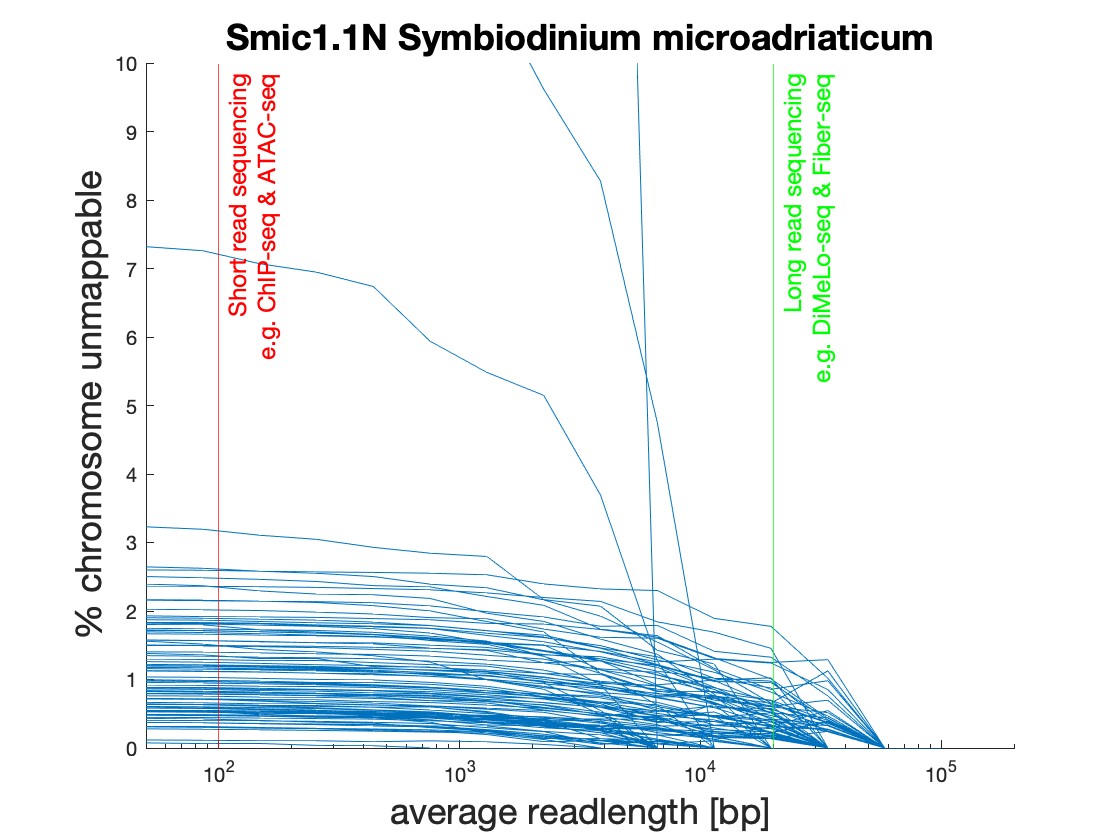 Smic1.1N Symbiodinium microadriaticum
% chromosome unmappable
10
9
8
7
6
5
4
3
2
1
0
Short read sequencing
e.g. ChIP-seq & ATAC-seq
Long read sequencing
e.g. DiMeLo-seq & Fiber-seq
10²
10³
10⁴
10⁵
average readlength [bp]